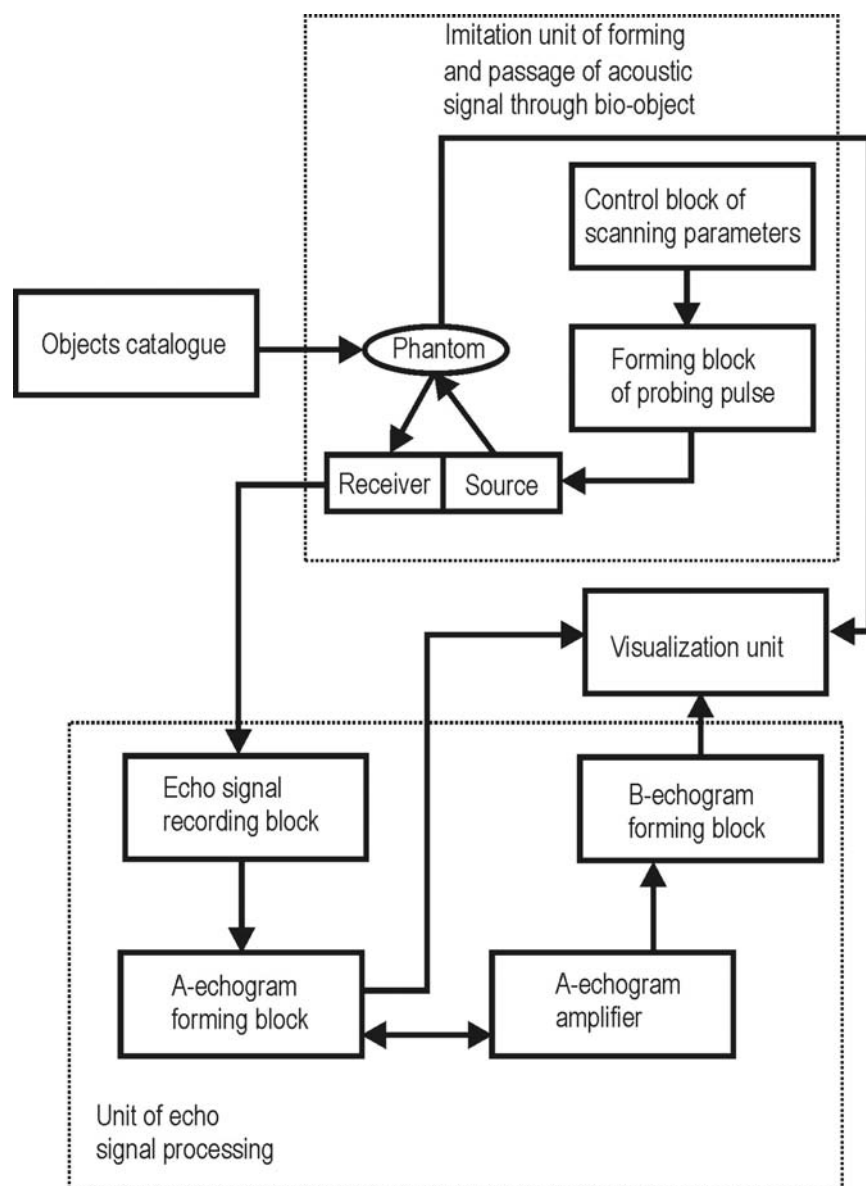 Imitation unit of forming
and passage of acoustic
signal through bio-object
Control block of
scanning parameters
Objects catalogue
Phantom
Forming block
of probing pulse
Receiver
Source
Visualization unit
Echo signal
recording block
B-echogram
forming block
A-echogram
forming block
A-echogram
amplifier
Unit of echo
signal processing